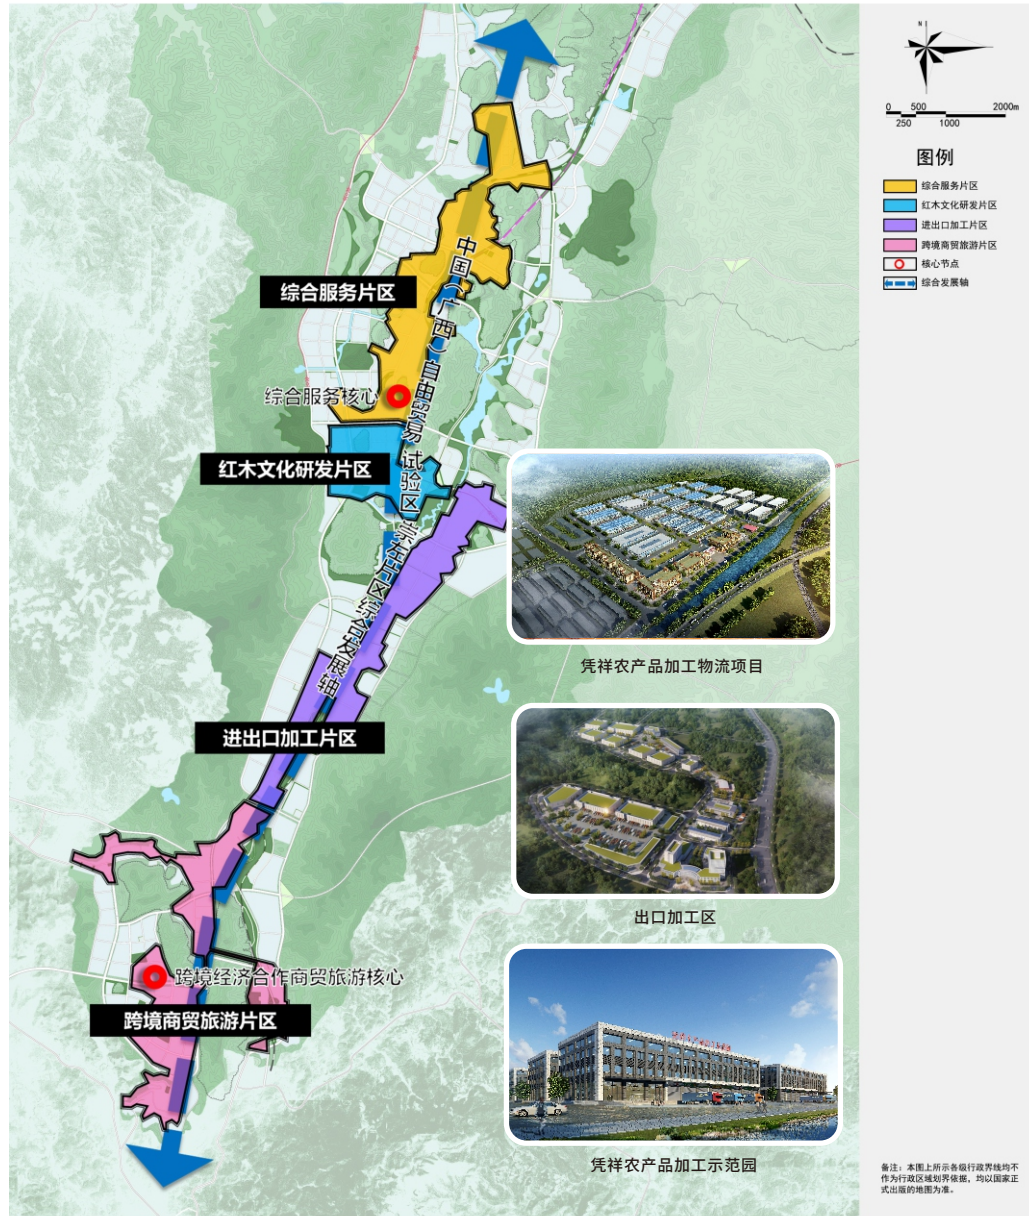 N
0 500 2000m
250 1000
图例
综合服务片区
红木文化研发片区
进出口加工片区
跨境商贸旅游片区
核心节点
综合发展轴
中国（广西）自由贸易 试验区 崇左片区综合发展轴
综合服务片区
综合服务核心
红木文化研发片区
凭祥农产品加工物流项目
进出口加工片区
出口加工区
跨境经济合作商贸旅游核心
跨境商贸旅游片区
凭祥农产品加工示范园
备注：本图上所示各级行政界线均不
作为行政区域划界依据，均以国家正
式出版的地图为准。